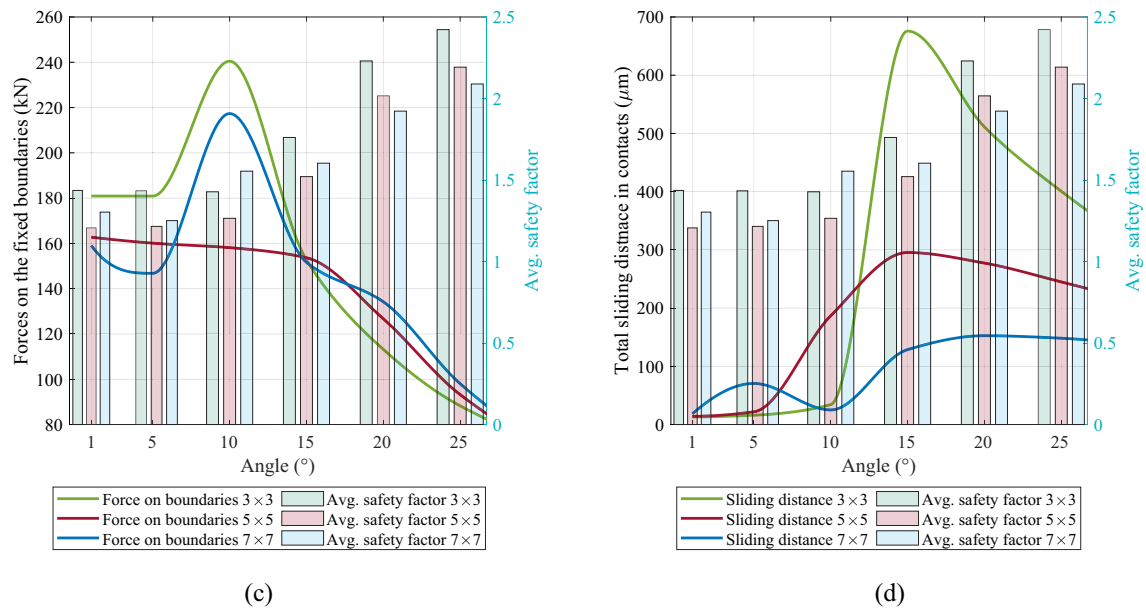 260
240
220
200
180
160
140
120
100
80
Forces on the fixed boundaries (kN)
2.5
2
1.5
1
0.5
0
Avg. safety factor
1 5 10 15 20 25
Angle (°)
Force on boundaries 3×3 Avg. safety factor 3×3
Force on boundaries 5×5 Avg. safety factor 5×5
Force on boundaries 7×7 Avg. safety factor 7×7
(c)
700
600
500
400
300
200
100
0
Total sliding distnace in contacts (μm)
2.5
2
1.5
1
0.5
0
Avg. safety factor
1 5 10 15 20 25
Angle (°)
Sliding distance 3×3 Avg. safety factor 3×3
Sliding distance 5×5 Avg. safety factor 5×5
Sliding distance 7×7 Avg. safety factor 7×7
(d)